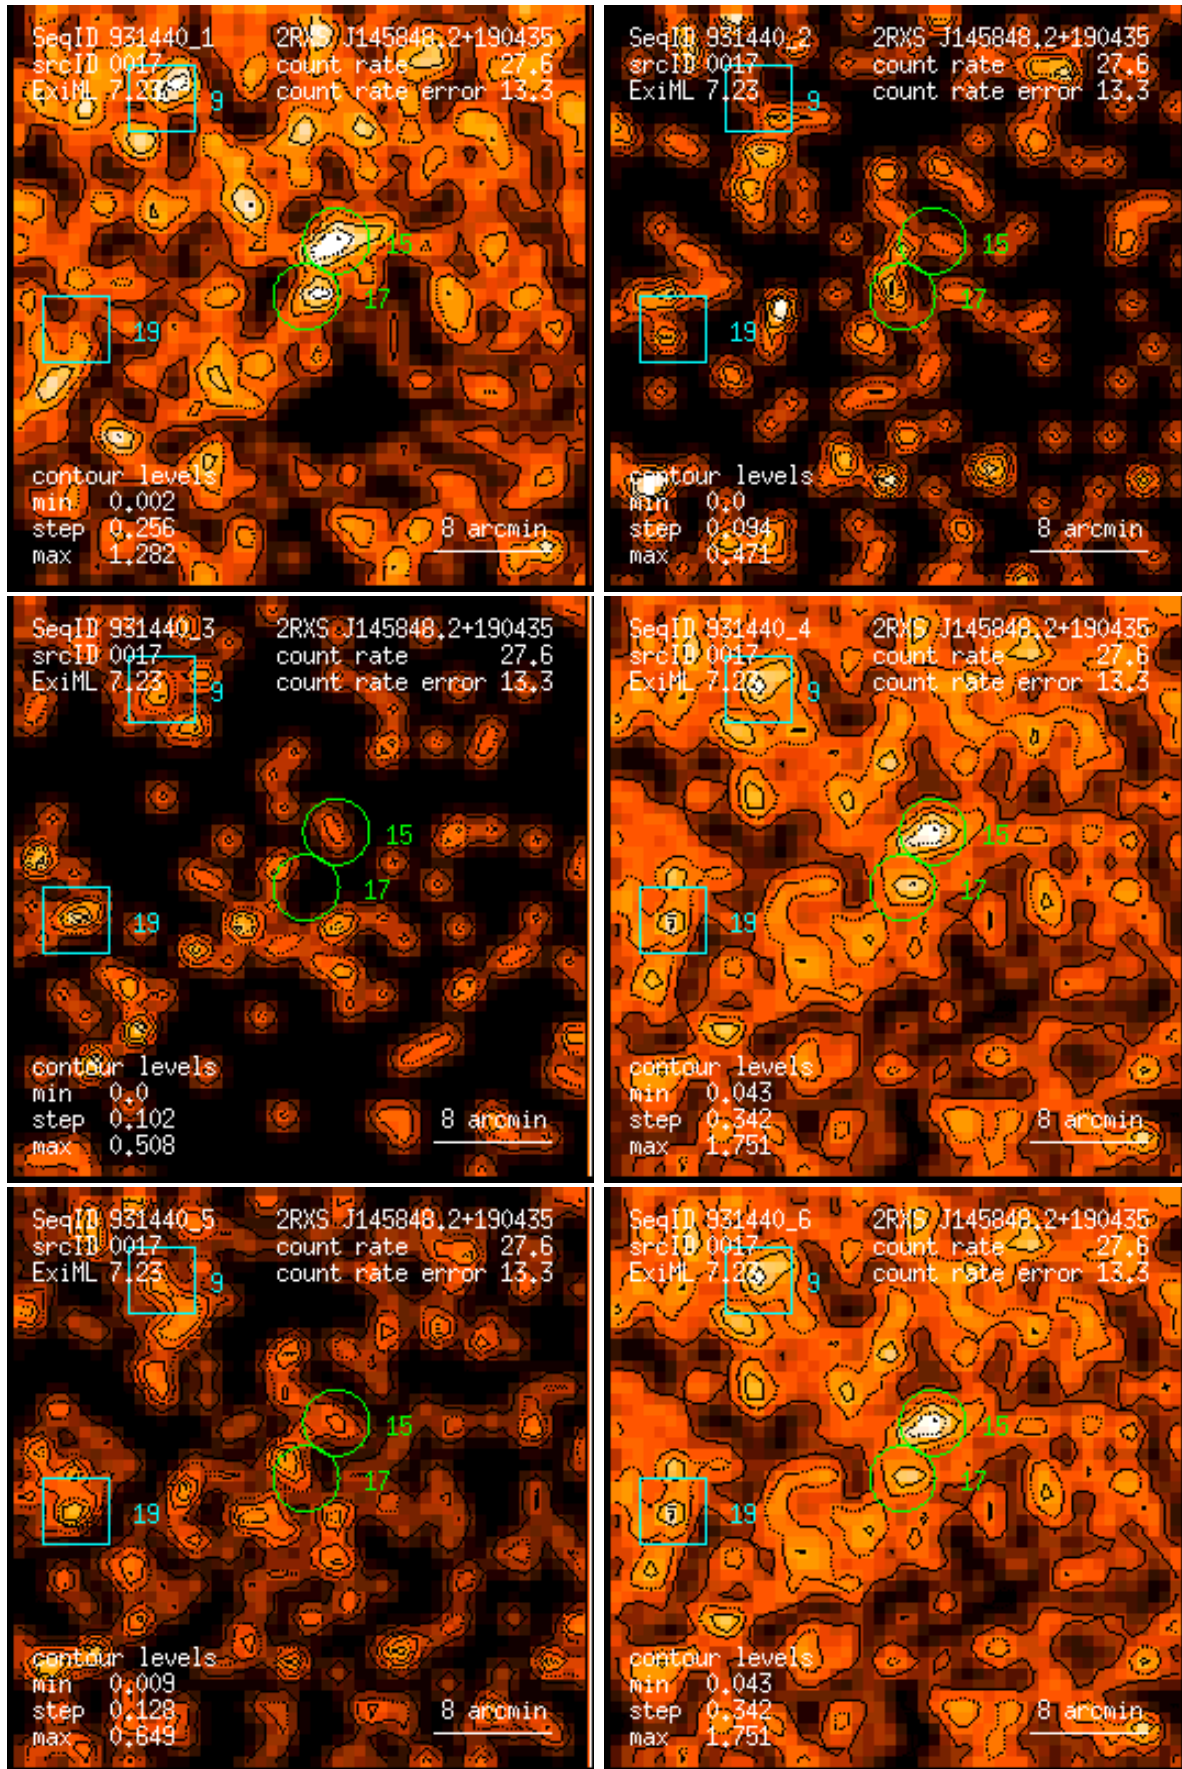 SeqID 931440_1 2RXS J145848.2+190435
srcID 0017 count rate 27.6
ExiML 7.23 count rate error 13.3
9
15
17
19
contour levels
min 0.002
step 0.256 8 arcmin
max 1.282
SeqID 931440_2 2RXS J145848.2+190435
srcID 0017 count rate 27.6
ExiML 7.23 count rate error 13.3
9
15
17
19
contour levels
min 0.0
step 0.094 8 arcmin
max 0.471
SeqID 931440_3 2RXS J145848.2+190435
srcID 0017 count rate 27.6
ExiML 7.23 count rate error 13.3
9
15
17
19
contour levels
min 0.0
step 0.102 8 arcmin
max 0.508
SeqID 931440_4 2RXS J145848.2+190435
srcID 0017 count rate 27.6
ExiML 7.23 count rate error 13.3
9
15
17
19
contour levels
min 0.043
step 0.342 8 arcmin
max 1.751
SeqID 931440_5 2RXS J145848.2+190435
srcID 0017 count rate 27.6
ExiML 7.23 count rate error 13.3
9
15
17
19
contour levels
min 0.009
step 0.128 8 arcmin
max 0.649
SeqID 931440_6 2RXS J145848.2+190435
srcID 0017 count rate 27.6
ExiML 7.23 count rate error 13.3
9
15
17
19
contour levels
min 0.043
step 0.342 8 arcmin
max 1.751